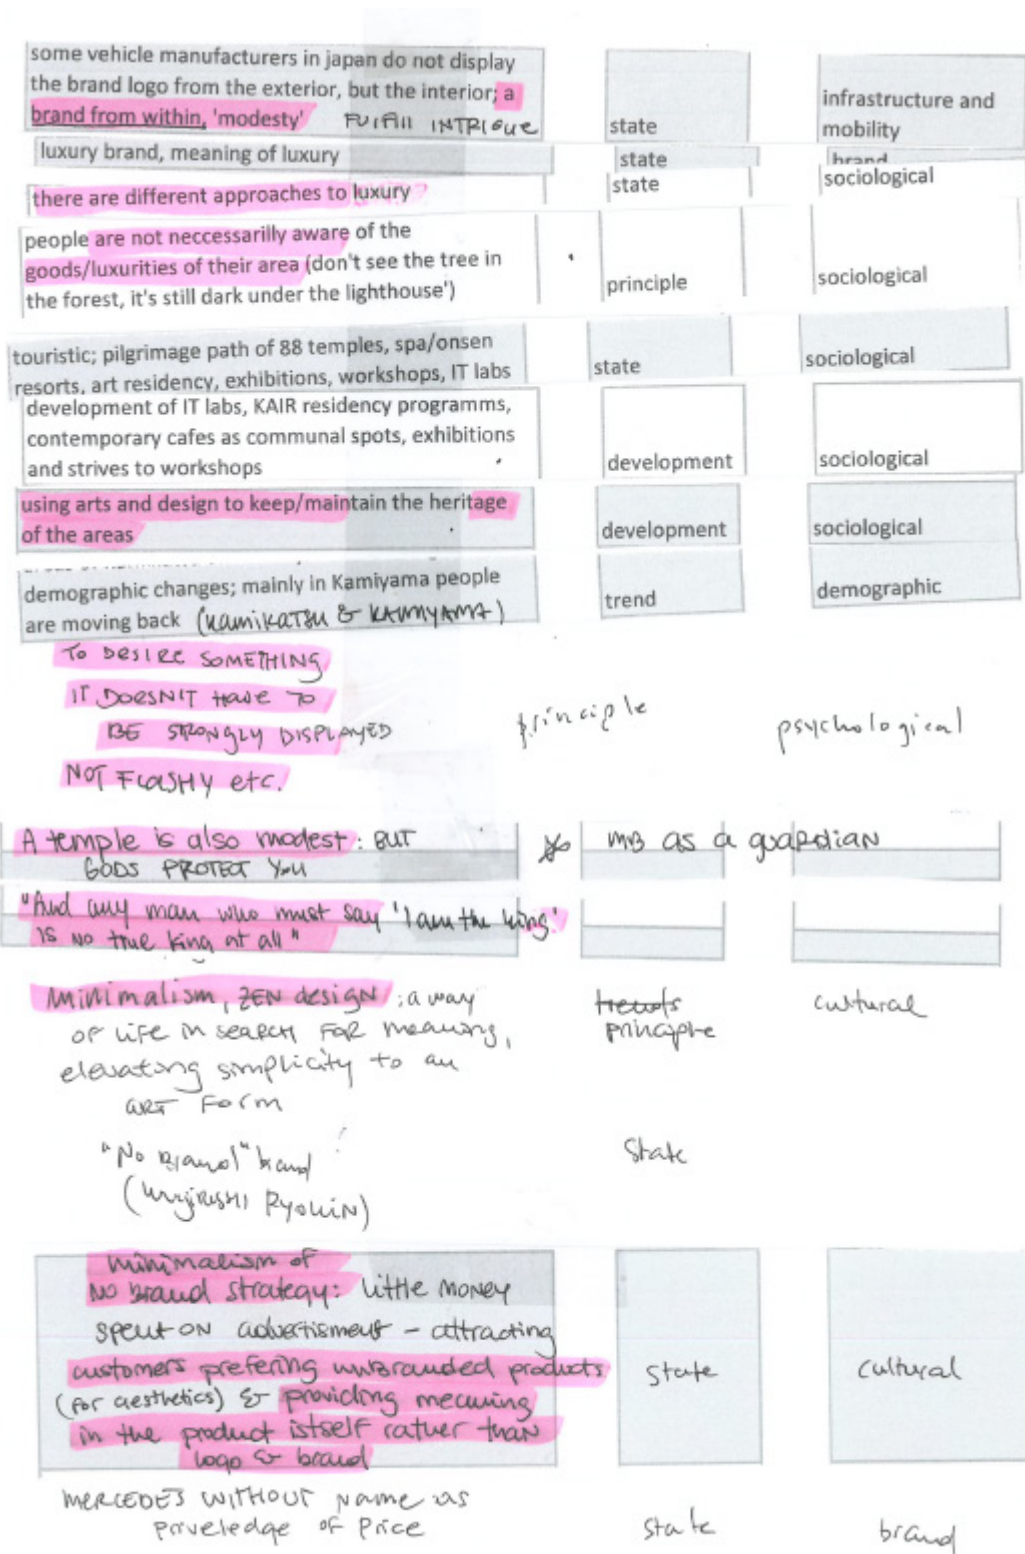 some vehicle manufacturers in japan do not display
the brand logo from the exterior, but the interior; a
brand from within, 'modesty' FUlFill INTRIGUE
state
infrastructure and
mobility
luxury brand, meaning of luxury
state
brand
there are different approaches to luxury
state
sociological
people are not neccessarilly aware of the
goods/luxurities of their area (don't see the tree in
the forest, it's still dark under the lighthouse')
principle
sociological
touristic; pilgrimage path of 88 temples, spa/onsen
resorts, art residency, exhibitions, workshops, IT labs
state
sociological
development of IT labs, KAIR residency programms,
contemporary cafes as communal spots, exhibitions
and strives to workshops
development
sociological
using arts and design to keep/maintain the heritage
of the areas
development
sociological
demographic changes; mainly in Kamiyama people
are moving back (KamiKATSU & KAMIYAMA)
trend
demographic
TO DESIRE SOMETHING
IT DOESN'T HAVE TO
BE STRONGLY DISPLAYED
NOT FLASHY etc.
principle
psychological
A temple is also modest: BUT
GODS PROTECT YOU
MB as a guardian
"And any man who must say 'I am the king'
IS NO true king at all"
minimalism, ZEN design: a way
OF LIFE IN SEARCH FOR meaning,
elevating simplicity to an
ART FORM
trends
principle
cultural
"No Brand" brand
(Mujirushi Ryohin)
State
minimalism of
NO Brand strategy: little money
spent ON advertisment – attracting
customers prefering unbranded products
(for aesthetics) & providing meaning
in the product istself rather than
logo & brand
state
cultural
MERCEDES WITHOUT Name as
Priveledge of Price
state
brand